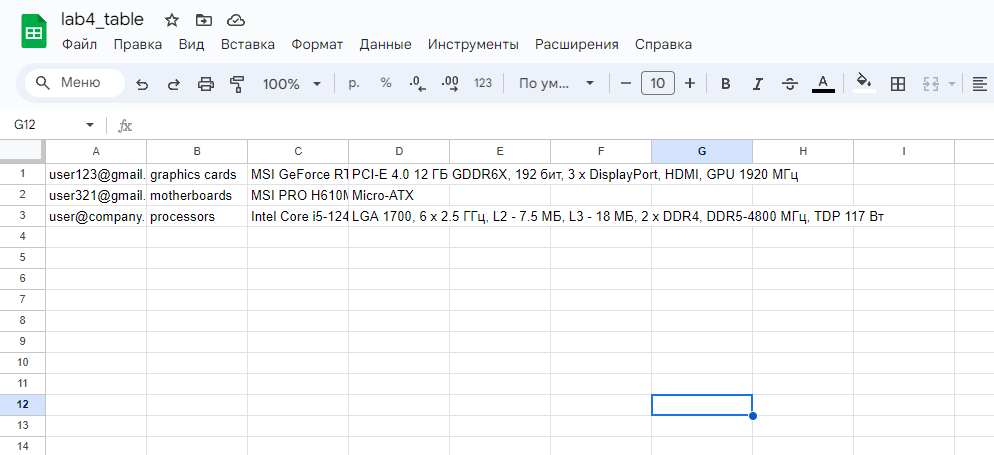 lab4_table
Файл Правка Вид Вставка Формат Данные Инструменты Расширения Справка
Меню 100% р. % .0 .00 123 По ум... − 10 + B I A
G12 fx
A B C D E F G H I
1 user123@gmail. graphics cards MSI GeForce RT PCI-E 4.0 12 ГБ GDDR6X, 192 бит, 3 x DisplayPort, HDMI, GPU 1920 МГц
2 user321@gmail. motherboards MSI PRO H610M Micro-ATX
3 user@company. processors Intel Core i5-124 LGA 1700, 6 x 2.5 ГГц, L2 - 7.5 МБ, L3 - 18 МБ, 2 x DDR4, DDR5-4800 МГц, TDP 117 Вт
4
5
6
7
8
9
10
11
12
13
14